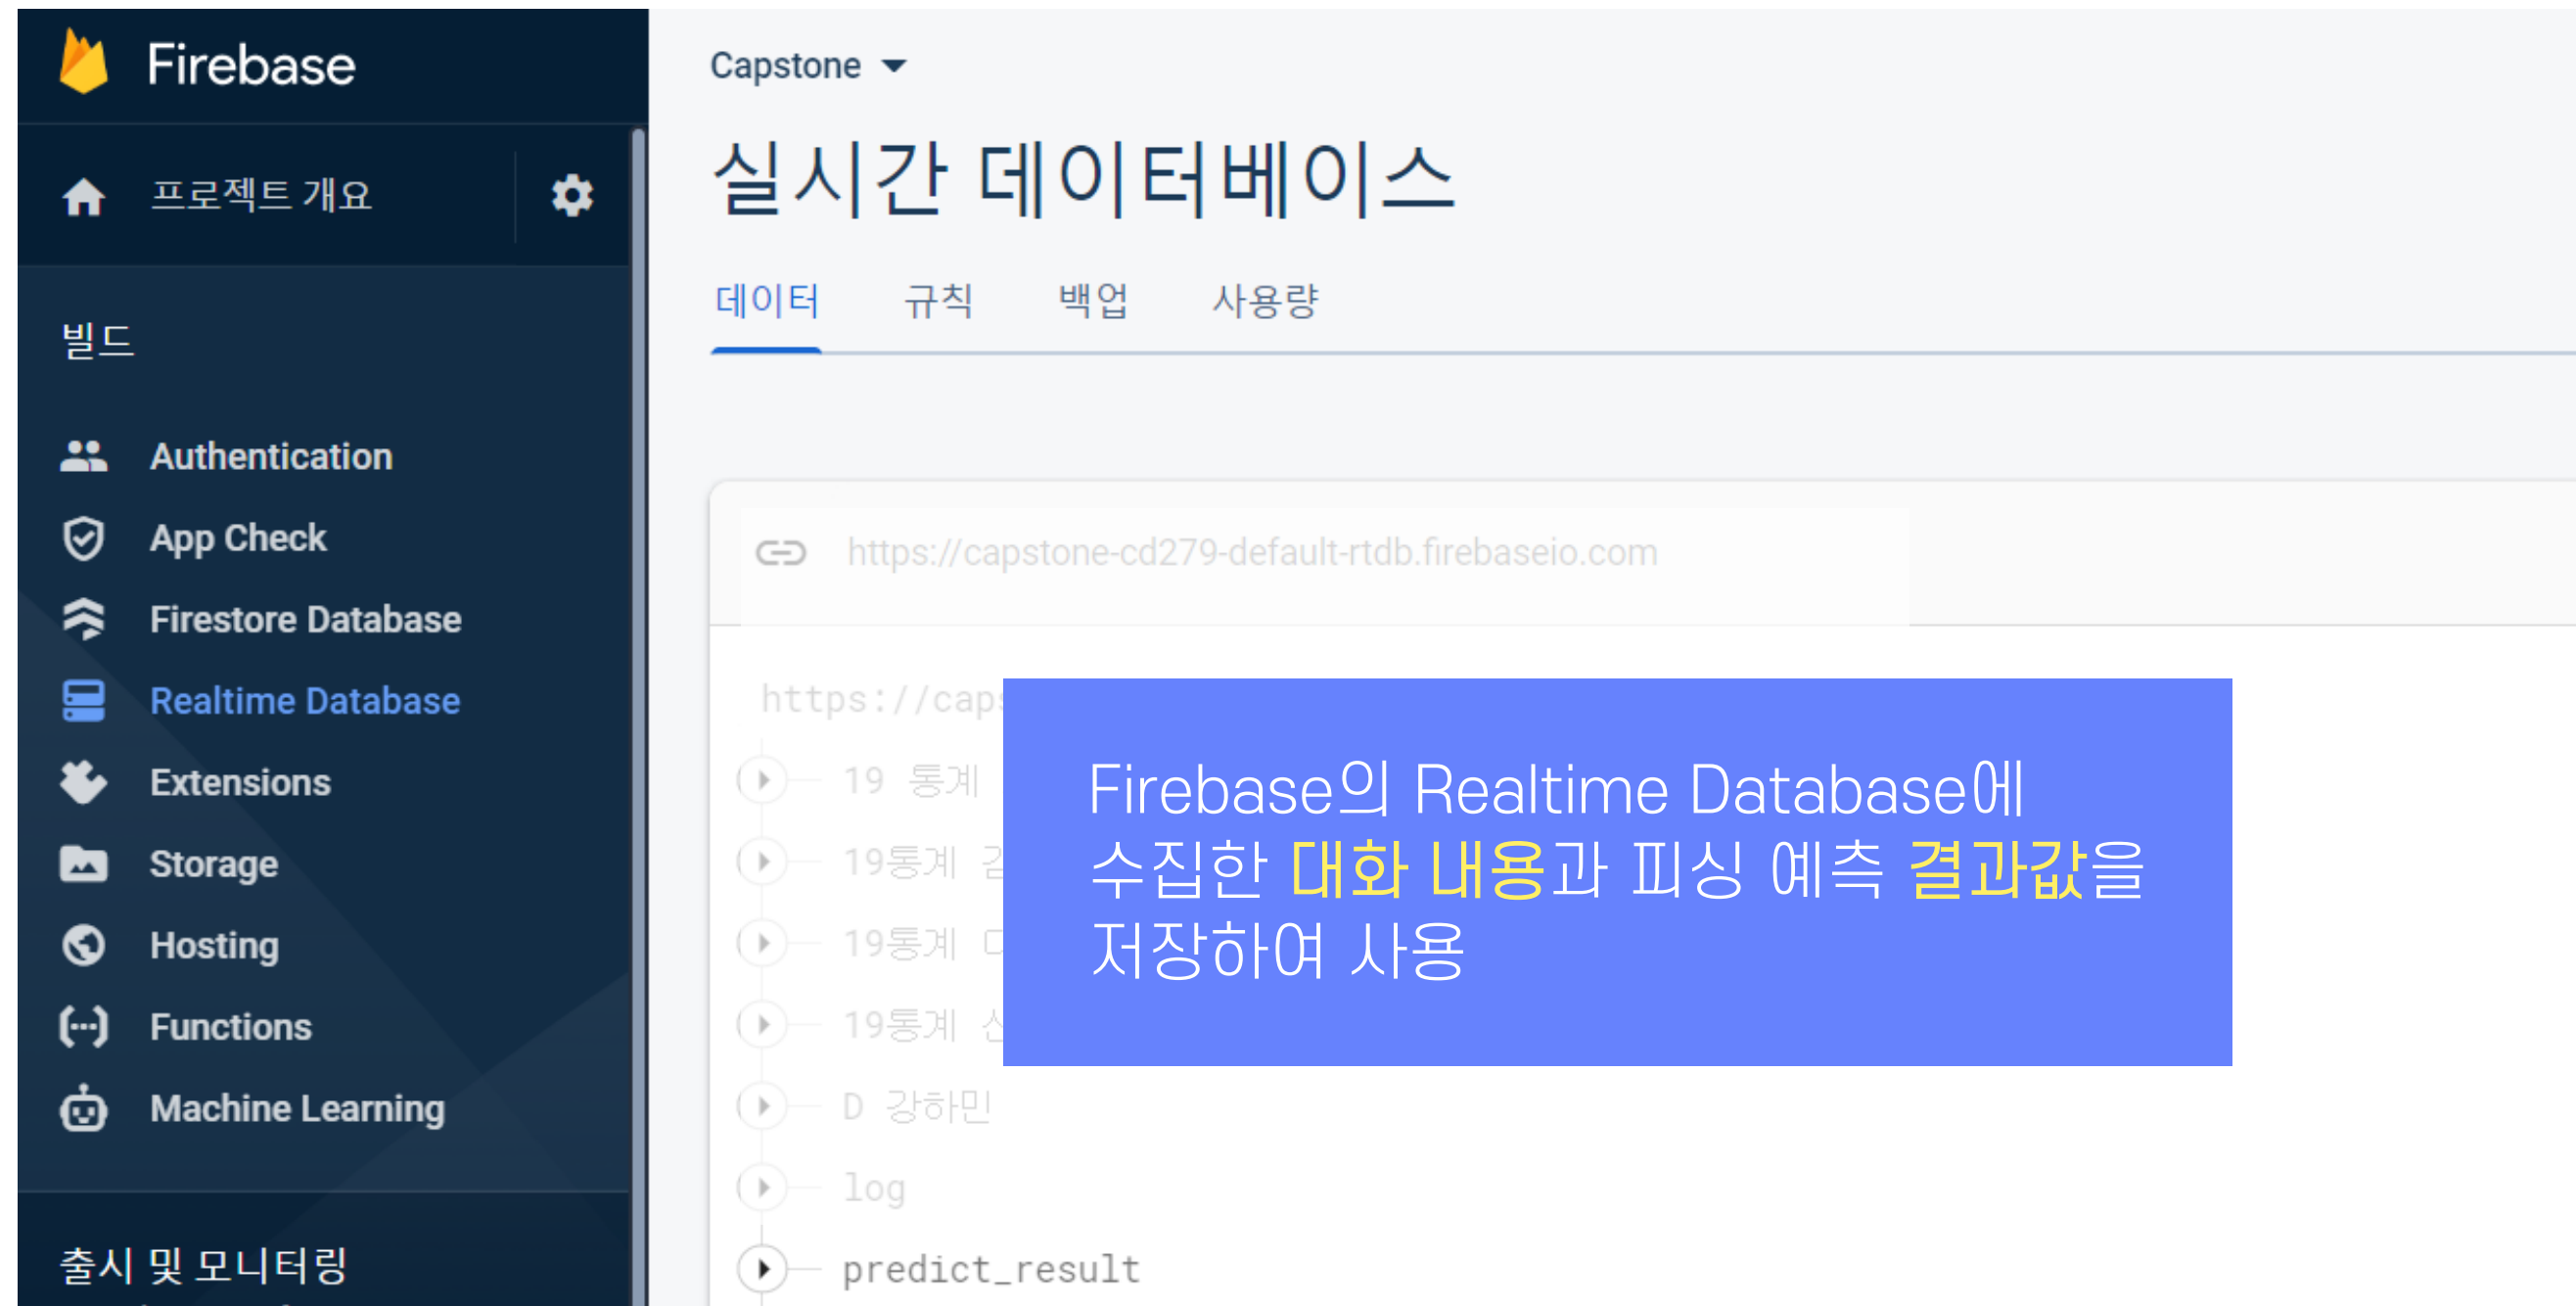 Firebase
프로젝트 개요
빌드
Authentication
App Check
Firestore Database
Realtime Database
Extensions
Storage
Hosting
Functions
Machine Learning
출시 및 모니터링
Capstone
실시간 데이터베이스
데이터 규칙 백업 사용량
https://capstone-cd279-default-rtdb.firebaseio.com
https://cap
19 통계
19통계
19통계
19통계
D 강하민
log
predict_result
Firebase의 Realtime Database에
수집한 대화 내용과 피싱 예측 결과값을
저장하여 사용